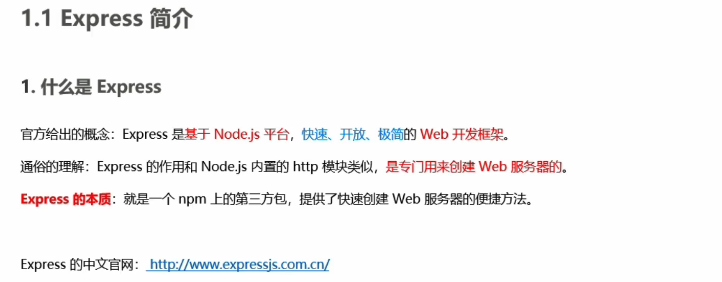 1.1 Express 简介
1. 什么是 Express
官方给出的概念：Express 是基于 Node.js 平台，快速、开放、极简的 Web 开发框架。
通俗的理解：Express 的作用和 Node.js 内置的 http 模块类似，是专门用来创建 Web 服务器的。
Express 的本质：就是一个 npm 上的第三方包，提供了快速创建 Web 服务器的便捷方法。
Express 的中文官网： http://www.expressjs.com.cn/